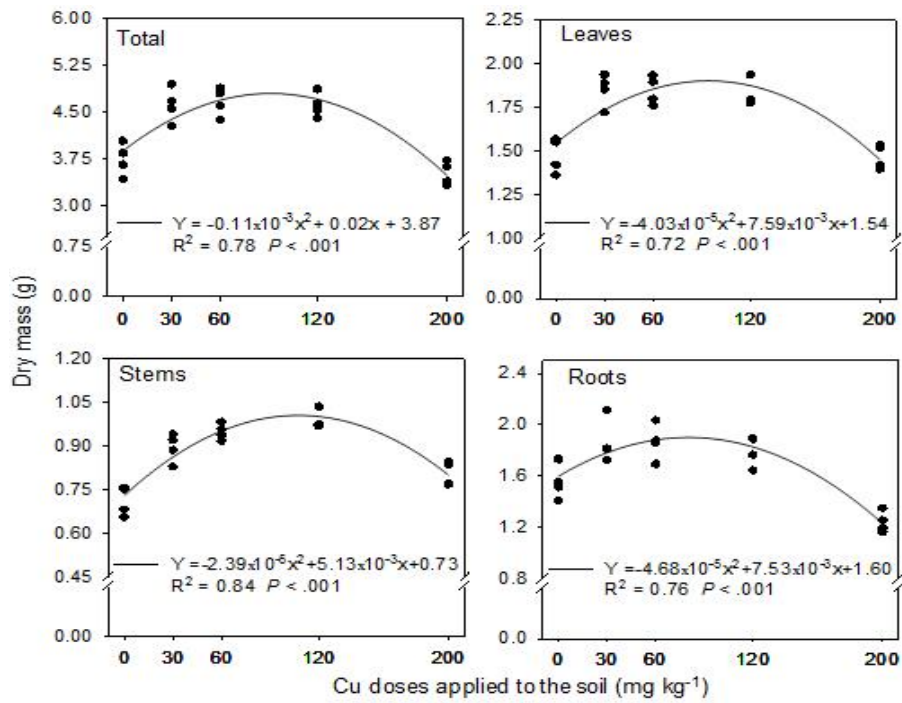 Total
6.00
5.25
4.50
3.75
3.00
0.75
0.00
Y = -0.11x10⁻³x² + 0.02x + 3.87
R² = 0.78 P < .001
0 30 60 120 200
Leaves
2.25
2.00
1.75
1.50
1.25
1.00
0.00
Y = -4.03x10⁻⁵x²+7.59x10⁻³x+1.54
R² = 0.72 P < .001
0 30 60 120 200
Dry mass (g)
Stems
1.20
1.05
0.90
0.75
0.60
0.45
0.00
Y =-2.39x10⁻⁵x²+5.13x10⁻³x+0.73
R² = 0.84 P < .001
0 30 60 120 200
Roots
2.4
2.0
1.6
1.2
0.8
0.0
Y =-4.68x10⁻⁵x²+7.53x10⁻³x+1.60
R² = 0.76 P < .001
0 30 60 120 200
Cu doses applied to the soil (mg kg⁻¹)